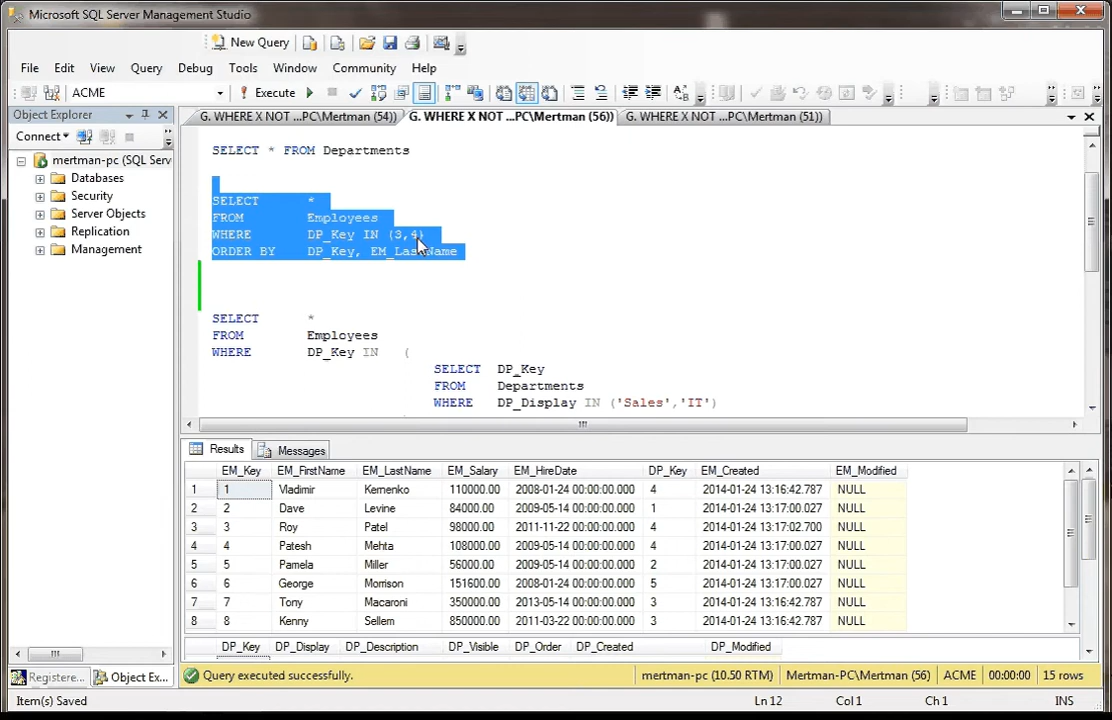 Microsoft SQL Server Management Studio
New Query
File Edit View Query Debug Tools Window Community Help
ACME Execute
Object Explorer
G. WHERE X NOT ...PC\Mertman (54)) G. WHERE X NOT ...PC\Mertman (56)) G. WHERE X NOT ...PC\Mertman (51))
Connect
mertman-pc (SQL Serv
Databases
Security
Server Objects
Replication
Management
SELECT * FROM Departments
SELECT *
FROM Employees
WHERE DP_Key IN (3,4)
ORDER BY DP_Key, EM_LastName
SELECT *
FROM Employees
WHERE DP_Key IN (
SELECT DP_Key
FROM Departments
WHERE DP_Display IN ('Sales','IT')
Results Messages
EM_Key EM_FirstName EM_LastName EM_Salary EM_HireDate DP_Key EM_Created EM_Modified
1 1 Vladimir Kernenko 110000.00 2008-01-24 00:00:00.000 4 2014-01-24 13:16:42.787 NULL
2 2 Dave Levine 84000.00 2009-05-14 00:00:00.000 1 2014-01-24 13:17:00.027 NULL
3 3 Roy Patel 98000.00 2011-11-22 00:00:00.000 4 2014-01-24 13:17:02.700 NULL
4 4 Patesh Mehta 108000.00 2009-05-14 00:00:00.000 4 2014-01-24 13:17:00.027 NULL
5 5 Pamela Miller 56000.00 2009-05-14 00:00:00.000 2 2014-01-24 13:17:00.027 NULL
6 6 George Morrison 151600.00 2008-01-24 00:00:00.000 5 2014-01-24 13:17:00.027 NULL
7 7 Tony Macaroni 350000.00 2013-05-14 00:00:00.000 3 2014-01-24 13:16:42.787 NULL
8 8 Kenny Sellem 850000.00 2011-03-22 00:00:00.000 3 2014-01-24 13:16:42.787 NULL
DP_Key DP_Display DP_Description DP_Visible DP_Order DP_Created DP_Modified
Registere... Object Ex...
Query executed successfully. mertman-pc (10.50 RTM) Mertman-PC\Mertman (56) ACME 00:00:00 15 rows
Item(s) Saved Ln 12 Col 1 Ch 1 INS